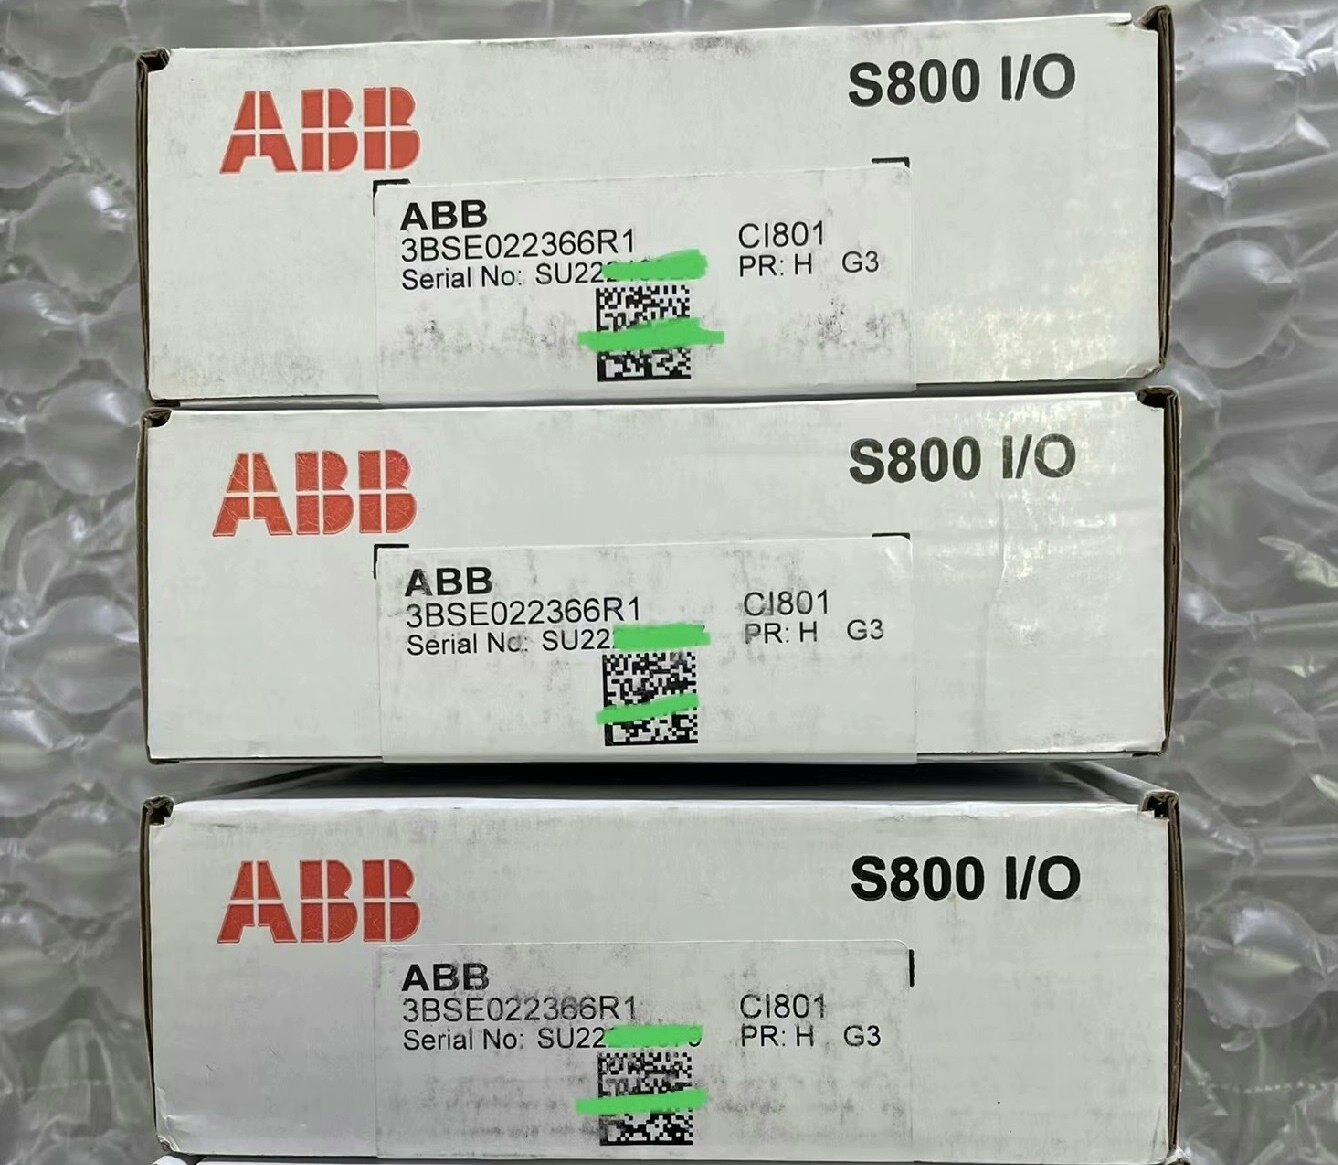 ABB
S800 I/O
ABB
3BSE022366R1 CI801
Serial No: SU22 PR: H G3
ABB
S800 I/O
ABB
3BSE022366R1 CI801
Serial No: SU22 PR: H G3
ABB
S800 I/O
ABB
3BSE022366R1 CI801
Serial No: SU22 PR: H G3